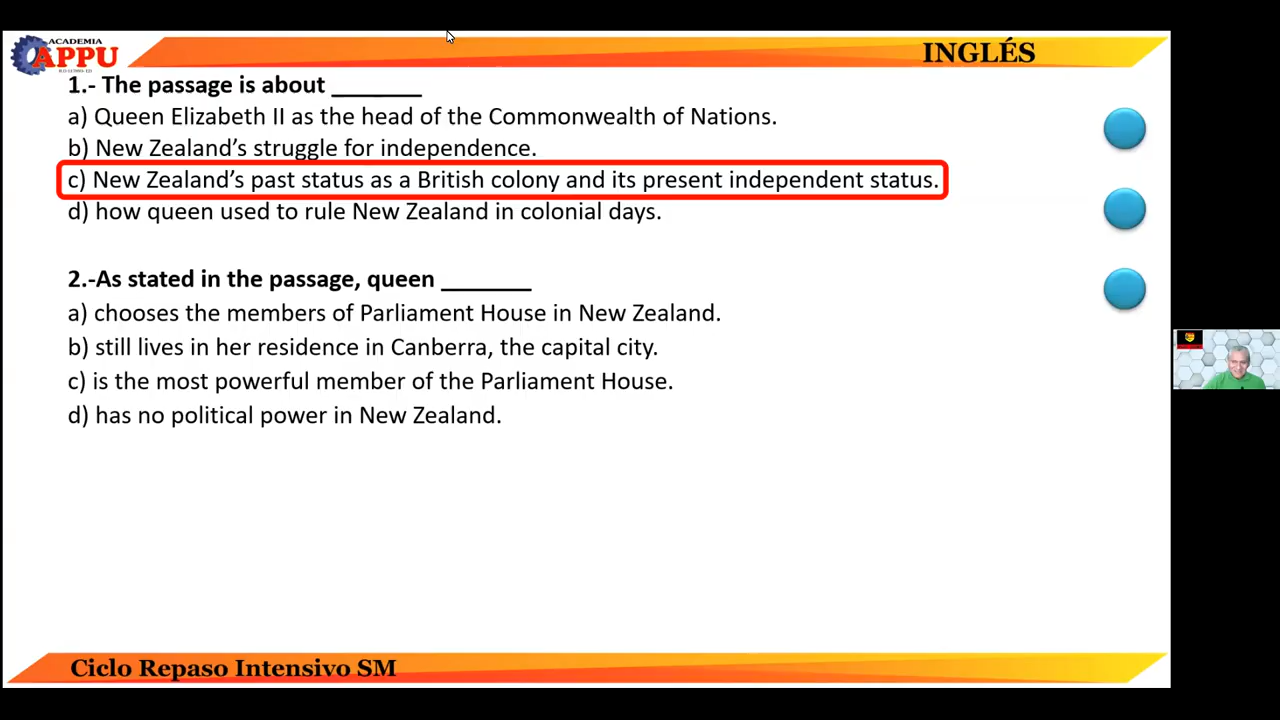 ACADEMIA
APPU
INGLÉS
1.- The passage is about _______
a) Queen Elizabeth II as the head of the Commonwealth of Nations.
b) New Zealand’s struggle for independence.
c) New Zealand’s past status as a British colony and its present independent status.
d) how queen used to rule New Zealand in colonial days.
2.-As stated in the passage, queen _______
a) chooses the members of Parliament House in New Zealand.
b) still lives in her residence in Canberra, the capital city.
c) is the most powerful member of the Parliament House.
d) has no political power in New Zealand.
Ciclo Repaso Intensivo SM